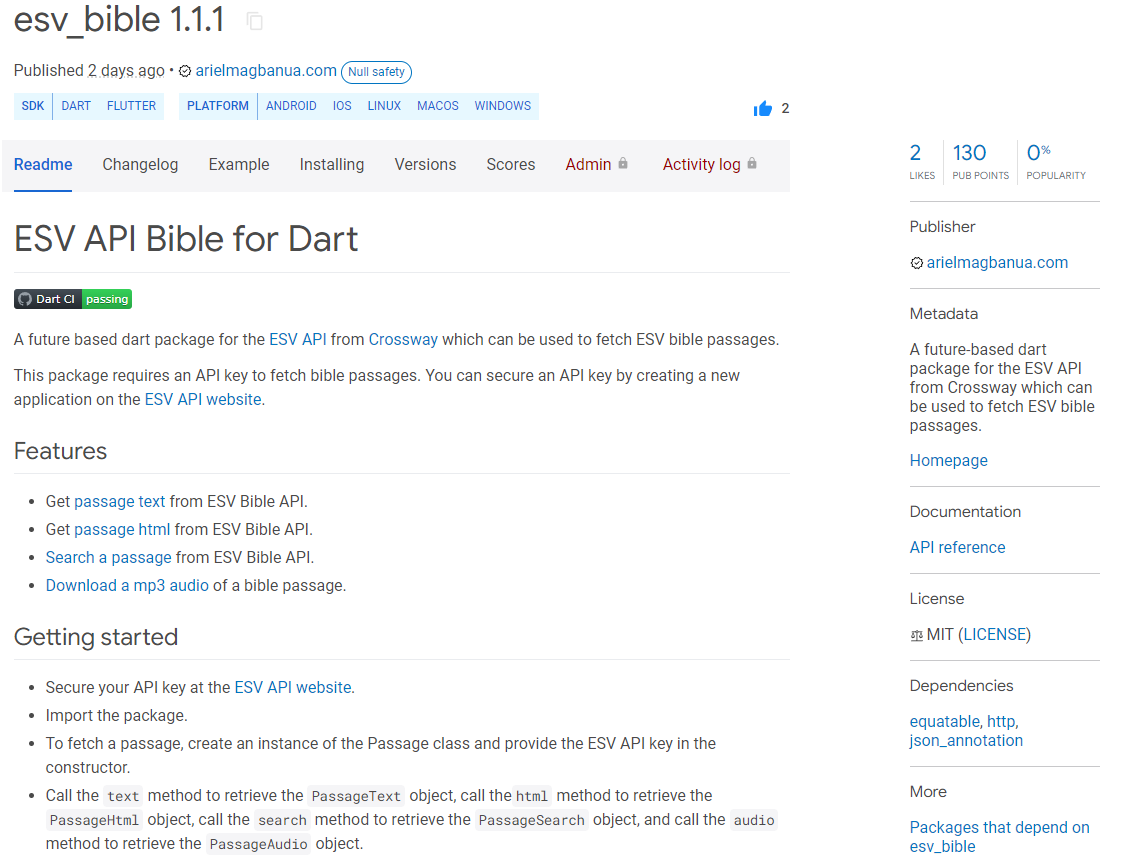 esv_bible 1.1.1
Published 2 days ago • arielmagbanua.com Null safety
SDK DART FLUTTER PLATFORM ANDROID IOS LINUX MACOS WINDOWS
2
Readme Changelog Example Installing Versions Scores Admin Activity log
ESV API Bible for Dart
Dart CI passing
A future based dart package for the ESV API from Crossway which can be used to fetch ESV bible passages.
This package requires an API key to fetch bible passages. You can secure an API key by creating a new
application on the ESV API website.
Features
• Get passage text from ESV Bible API.
• Get passage html from ESV Bible API.
• Search a passage from ESV Bible API.
• Download a mp3 audio of a bible passage.
Getting started
• Secure your API key at the ESV API website.
• Import the package.
• To fetch a passage, create an instance of the Passage class and provide the ESV API key in the
constructor.
• Call the text method to retrieve the PassageText object, call the html method to retrieve the
PassageHtml object, call the search method to retrieve the PassageSearch object, and call the audio
method to retrieve the PassageAudio object.
2 130 0%
LIKES PUB POINTS POPULARITY
Publisher
arielmagbanua.com
Metadata
A future-based dart
package for the ESV API
from Crossway which can
be used to fetch ESV bible
passages.
Homepage
Documentation
API reference
License
MIT (LICENSE)
Dependencies
equatable, http,
json_annotation
More
Packages that depend on
esv_bible